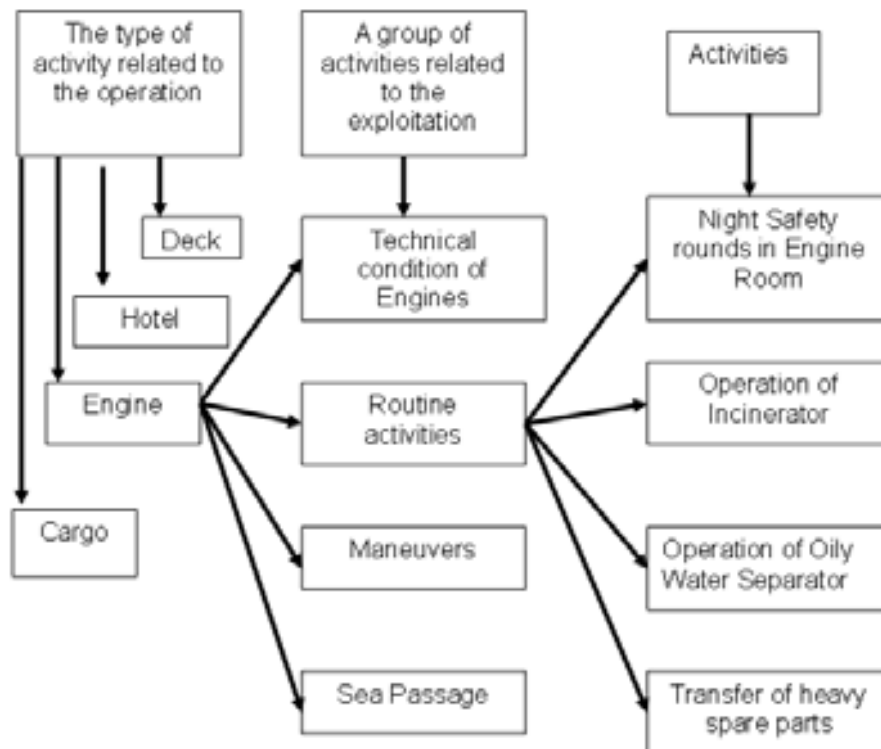 The type of
activity related to
the operation
A group of
activities related
to the
exploitation
Activities
Deck
Hotel
Engine
Cargo
Technical
condition of
Engines
Routine
activities
Maneuvers
Sea Passage
Night Safety
rounds in Engine
Room
Operation of
Incinerator
Operation of Oily
Water Separator
Transfer of heavy
spare parts